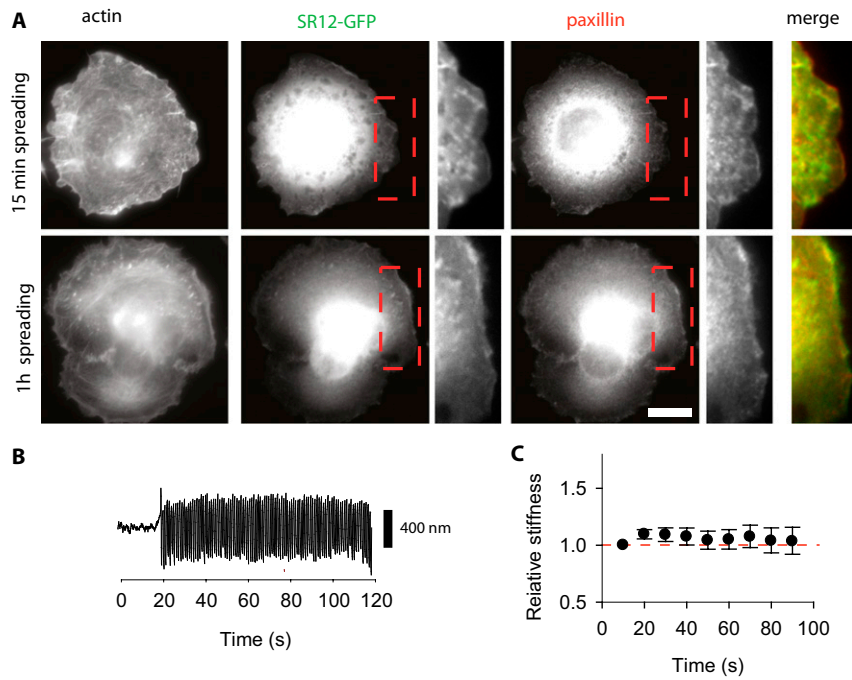 A
actin
SR12-GFP
paxillin
merge
15 min spreading
1h spreading
B
400 nm
0 20 40 60 80 100 120
Time (s)
C
Relative stiffness
1.5
1.0
0.5
0 20 40 60 80 100
Time (s)